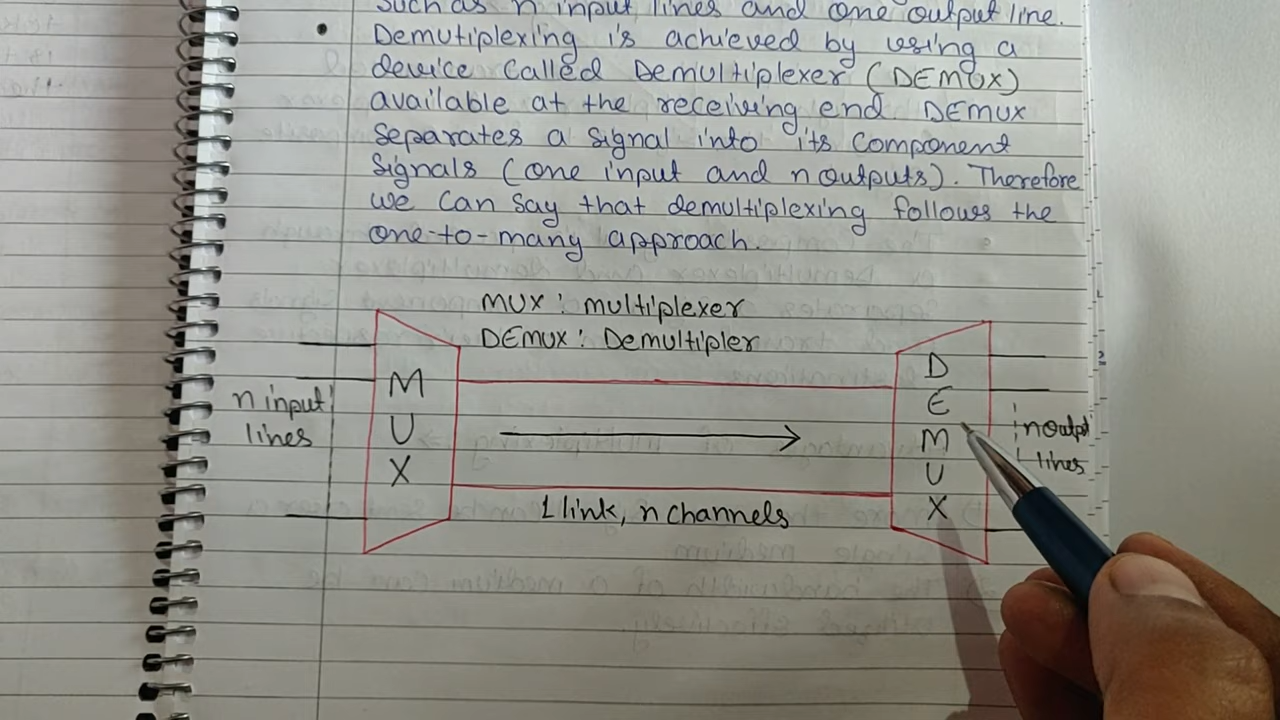 such as n input lines and one output line.
• Demutiplexing is achieved by using a
device called Demultiplexer (DEMUX)
available at the receiving end. DEMUX
separates a signal into its component
signals (one input and n outputs). Therefore
we can say that demultiplexing follows the
one-to-many approach.
MUX : multiplexer
DEMUX : Demultipler
n input
lines
M
U
X
1 link, n channels
D
E
M
U
X
n output
lines